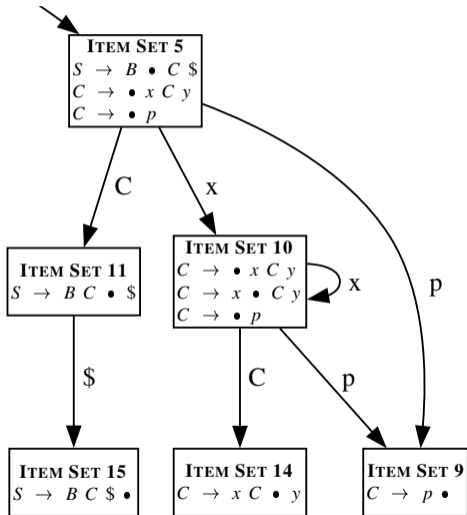 ITEM SET 5
S → B • C $
C → • x C y
C → • p
C
x
ITEM SET 11
S → B C • $
ITEM SET 10
C → • x C y
C → x • C y
C → • p
x
p
$
C
p
ITEM SET 15
S → B C $ •
ITEM SET 14
C → x C • y
ITEM SET 9
C → p •